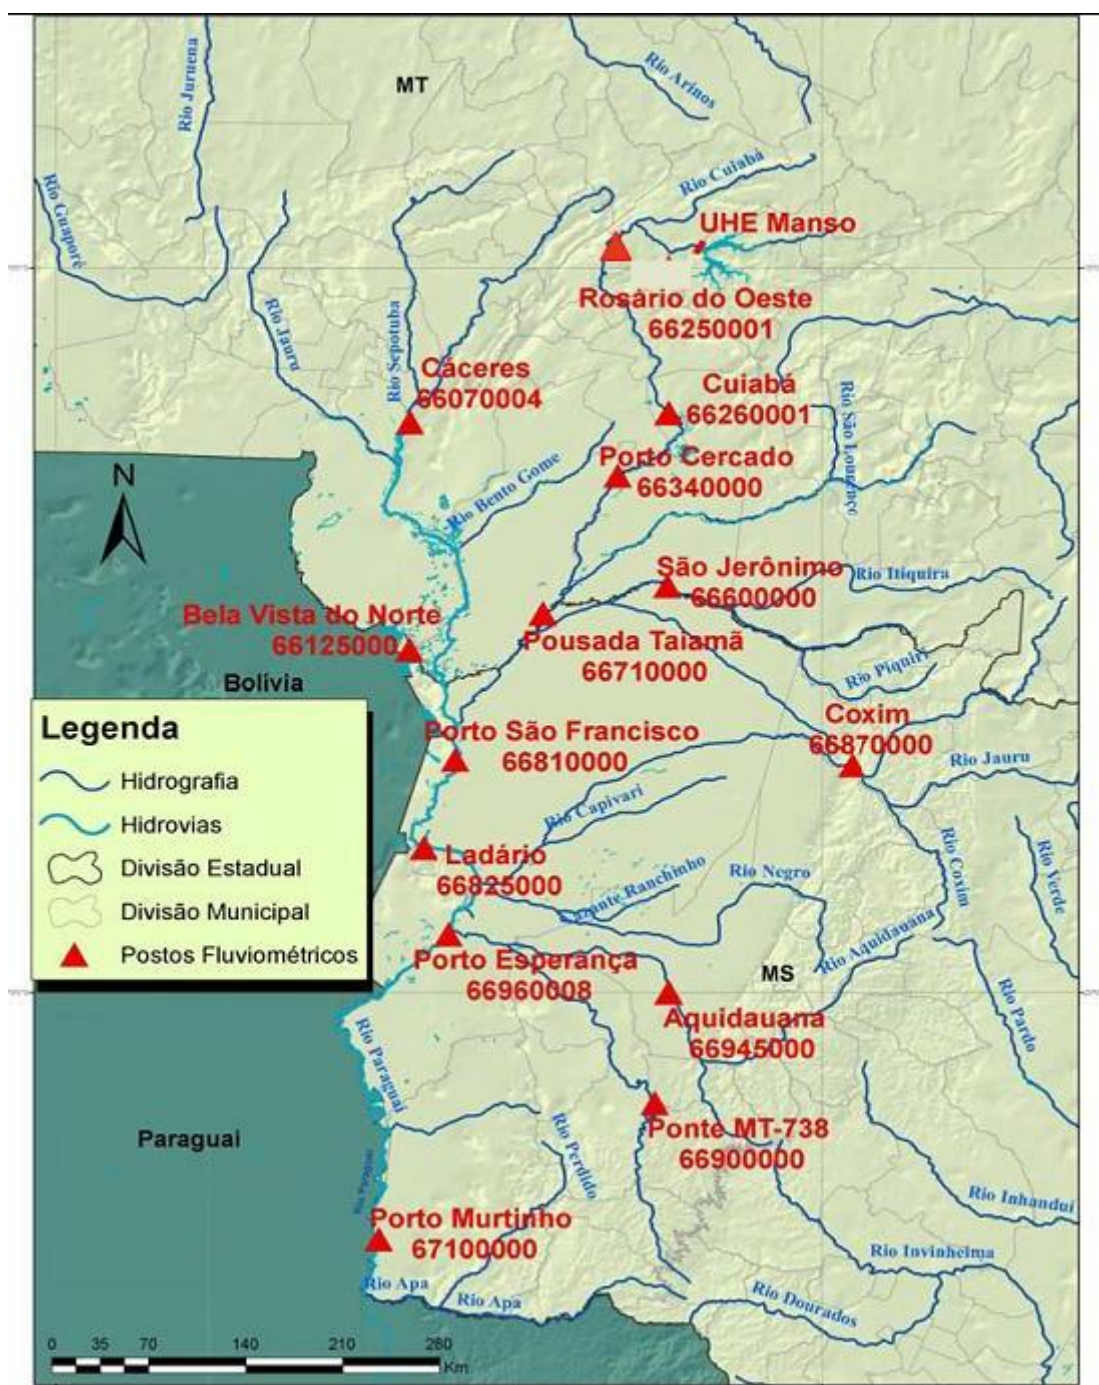 MT
Rio Juruena
Rio Arinos
Rio Guaporé
Rio Cuiabá
UHE Manso
Rosário do Oeste
66250001
Rio Jauru
Rio Sepotuba
Cáceres
66070004
Cuiabá
66260001
Rio São Lourenço
Porto Cercado
66340000
Rio Bento Gome
N
São Jerônimo
66600000
Rio Itiquira
Bela Vista do Norte
66125000
Pousada Taiamã
66710000
Rio Piquiri
Bolivia
Porto São Francisco
66810000
Coxim
66870000
Rio Jauru
Legenda
Hidrografia
Hidrovias
Divisão Estadual
Divisão Municipal
Postos Fluviométricos
Rio Capivari
Rio Coxim
Rio Verde
Ladário
66825000
Ranchinho
Rio Negro
Rio Aquidauana
Porto Esperança
66960008
MS
Aquidauana
66945000
Rio Pardo
Rio Paraguai
Paraguai
Ponte MT-738
66900000
Rio Perdido
Rio Paraguai
Porto Murtinho
67100000
Rio Inhanduí
Rio Invinheima
Rio Apa
Rio Apa
Rio Dourados
0 35 70 140 210 280
Km